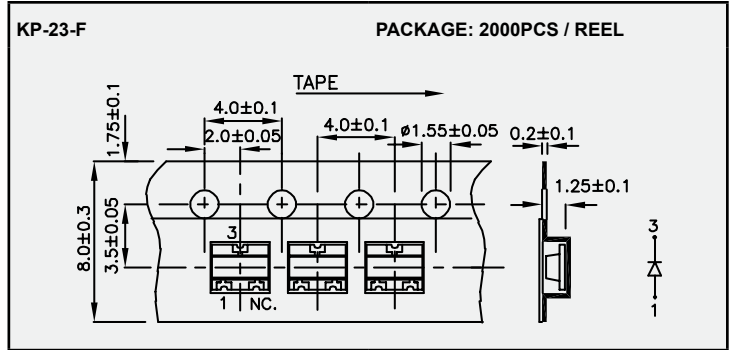 KP-23-F
PACKAGE: 2000PCS / REEL
TAPE
1.75±0.1
4.0±0.1
2.0±0.05
4.0±0.1
ø1.55±0.05
0.2±0.1
1.25±0.1
8.0±0.3
3.5±0.05
3
1
NC.
3
1